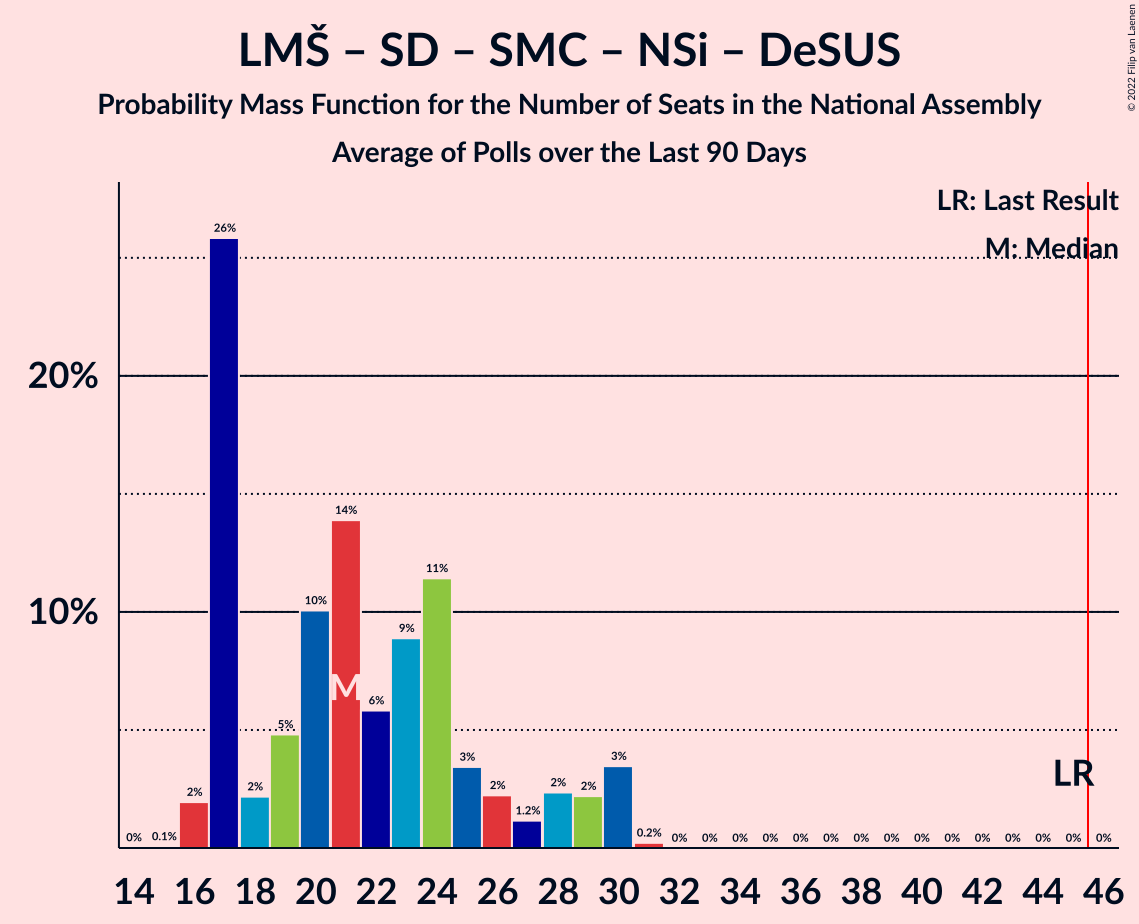 LMŠ – SD – SMC – NSi – DeSUS
Probability Mass Function for the Number of Seats in the National Assembly
Average of Polls over the Last 90 Days
© 2022 Filip van Laenen
LR: Last Result
M: Median
20%
10%
0% 0.1% 2% 26% 2% 5% 10% 14% 6% 9% 11% 3% 2% 1.2% 2% 2% 3% 0.2% 0% 0% 0% 0% 0% 0% 0% 0% 0% 0% 0% 0% 0% 0% 0%
M
LR
14 16 18 20 22 24 26 28 30 32 34 36 38 40 42 44 46